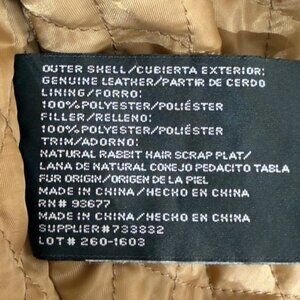 OUTER SHELL/CUBIERTA EXTERIOR:
GENUINE LEATHER/PARTIR DE CERDO
LINING/FORRO:
100% POLYESTER/POLIÉSTER
FILLER/RELLENO:
100% POLYESTER/POLIÉSTER
TRIM/ADORNO:
NATURAL RABBIT HAIR SCRAP PLAT/
LANA DE NATURAL CONEJO PEDACITO TABLA
FUR ORIGIN/ORIGEN DE LA PIEL
MADE IN CHINA/HECHO EN CHINA
RN# 93677
MADE IN CHINA/HECHO EN CHINA
SUPPLIER#733832
LOT# 260-1603